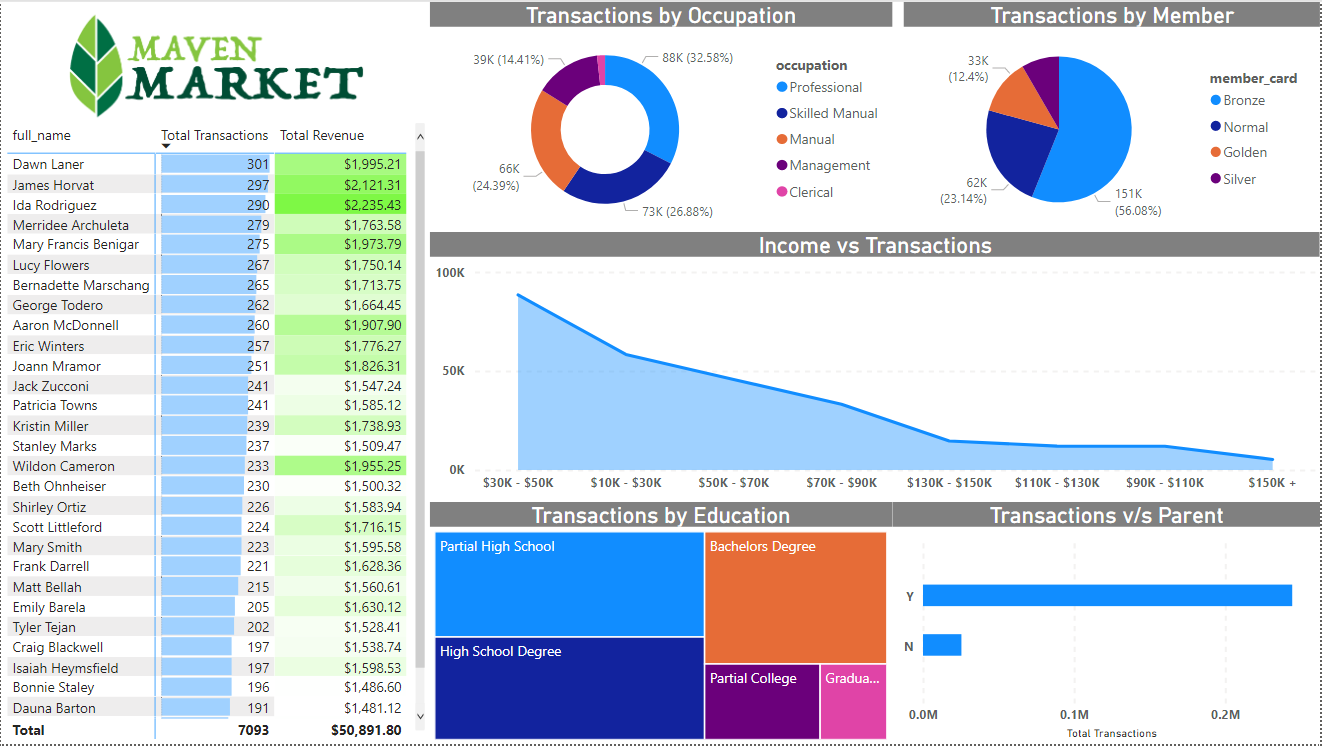 MAVEN
MARKET
full_name Total Transactions Total Revenue
Dawn Laner 301 $1,995.21
James Horvat 297 $2,121.31
Ida Rodriguez 290 $2,235.43
Merridee Archuleta 279 $1,763.58
Mary Francis Benigar 275 $1,973.79
Lucy Flowers 267 $1,750.14
Bernadette Marschang 265 $1,713.75
George Todero 262 $1,664.45
Aaron McDonnell 260 $1,907.90
Eric Winters 257 $1,776.27
Joann Mramor 251 $1,826.31
Jack Zucconi 241 $1,547.24
Patricia Towns 241 $1,585.12
Kristin Miller 239 $1,738.93
Stanley Marks 237 $1,509.47
Wildon Cameron 233 $1,955.25
Beth Ohnheiser 230 $1,500.32
Shirley Ortiz 226 $1,583.94
Scott Littleford 224 $1,716.15
Mary Smith 223 $1,595.58
Frank Darrell 221 $1,628.36
Matt Bellah 215 $1,560.61
Emily Barela 205 $1,630.12
Tyler Tejan 202 $1,528.41
Craig Blackwell 197 $1,538.74
Isaiah Heymsfield 197 $1,598.53
Bonnie Staley 196 $1,486.60
Dauna Barton 191 $1,481.12
Total 7093 $50,891.80
Transactions by Occupation
39K (14.41%)
88K (32.58%)
66K
(24.39%)
73K (26.88%)
occupation
Professional
Skilled Manual
Manual
Management
Clerical
Transactions by Member
33K
(12.4%)
62K
(23.14%)
151K
(56.08%)
member_card
Bronze
Normal
Golden
Silver
Income vs Transactions
100K
50K
0K
$30K - $50K $10K - $30K $50K - $70K $70K - $90K $130K - $150K $110K - $130K $90K - $110K $150K +
Transactions by Education
Partial High School
High School Degree
Bachelors Degree
Partial College
Gradua...
Transactions v/s Parent
Y
N
0.0M 0.1M 0.2M
Total Transactions